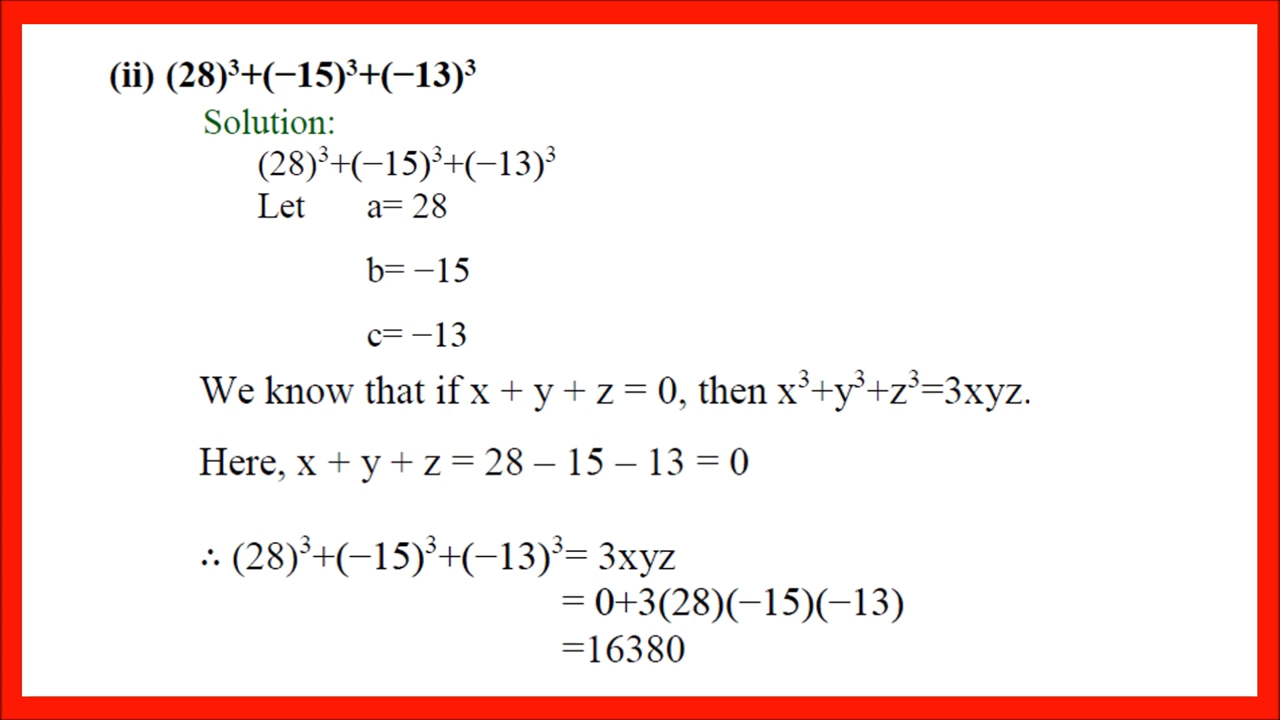 (ii) (28)³+(−15)³+(−13)³
Solution:
(28)³+(−15)³+(−13)³
Let a= 28
b= −15
c= −13
We know that if x + y + z = 0, then x³+y³+z³=3xyz.
Here, x + y + z = 28 – 15 – 13 = 0
∴ (28)³+(−15)³+(−13)³= 3xyz
= 0+3(28)(−15)(−13)
=16380